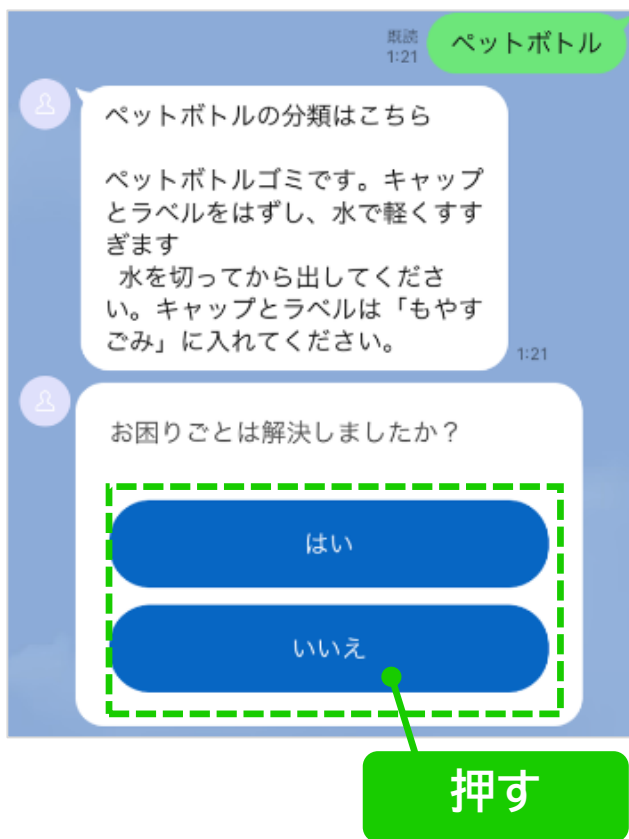 既読
1:21
ペットボトル
ペットボトルの分類はこちら
ペットボトルゴミです。キャップ
とラベルをはずし、水で軽くすす
ぎます
水を切ってから出してくださ
い。キャップとラベルは「もやす
ごみ」に入れてください。
1:21
お困りごとは解決しましたか？
はい
いいえ
押す